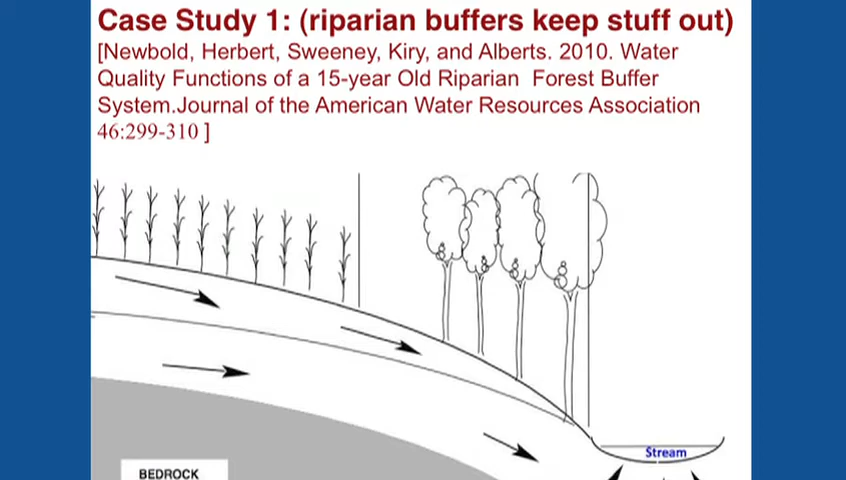 Case Study 1: (riparian buffers keep stuff out)
[Newbold, Herbert, Sweeney, Kiry, and Alberts. 2010. Water
Quality Functions of a 15-year Old Riparian  Forest Buffer
System.Journal of the American Water Resources Association
46:299-310 ]
Stream
BEDROCK